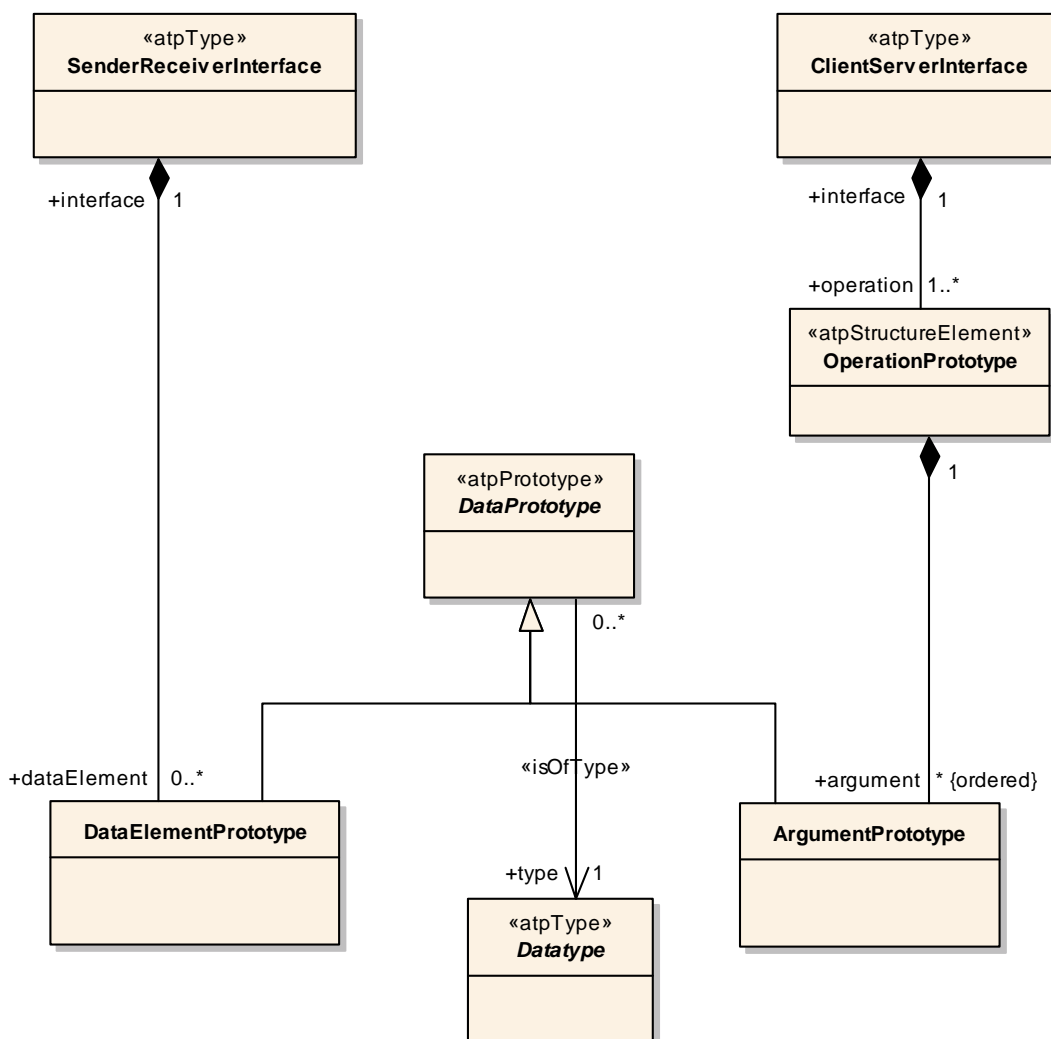 «atpType»
SenderReceiverInterface
«atpType»
ClientServerInterface
+interface 1
+interface 1
+operation 1..*
«atpStructureElement»
OperationPrototype
1
«atpPrototype»
DataPrototype
0..*
+dataElement 0..*
«isOfType»
+argument * {ordered}
DataElementPrototype
ArgumentPrototype
+type 1
«atpType»
Datatype